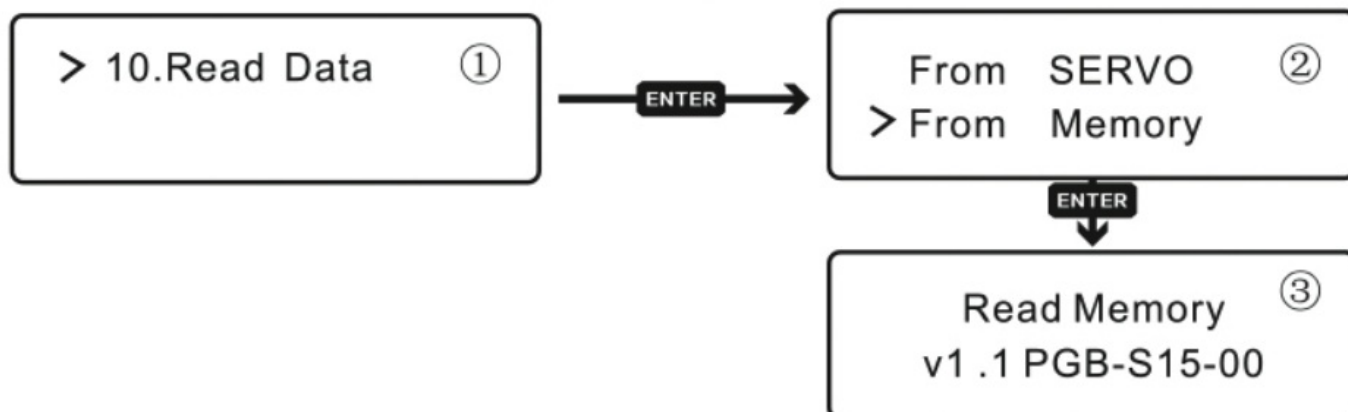 > 10.Read Data ①
ENTER
From SERVO ②
> From Memory
ENTER
Read Memory ③
v1 .1 PGB-S15-00